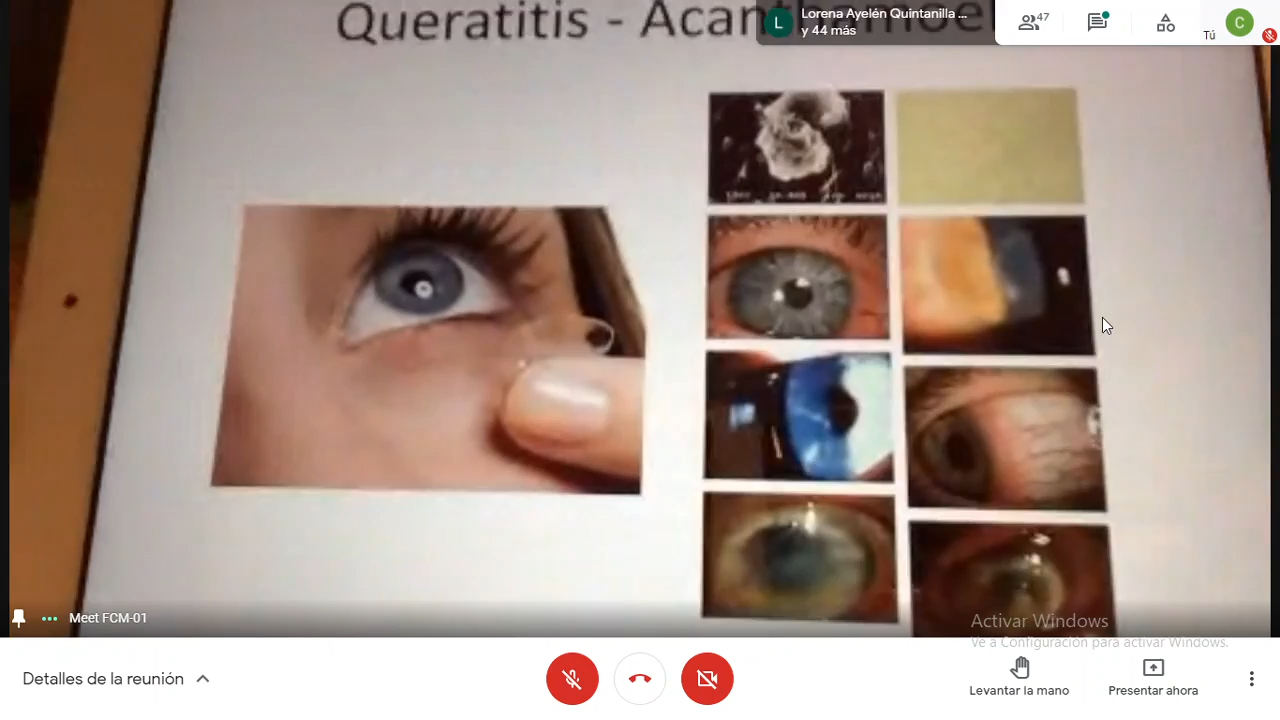 Queratitis - Acanthamoe
Lorena Ayelén Quintanilla ...
y 44 más
L
47
C
Tú
Meet FCM-01
Activar Windows
Ve a Configuración para activar Windows.
Detalles de la reunión
Levantar la mano
Presentar ahora